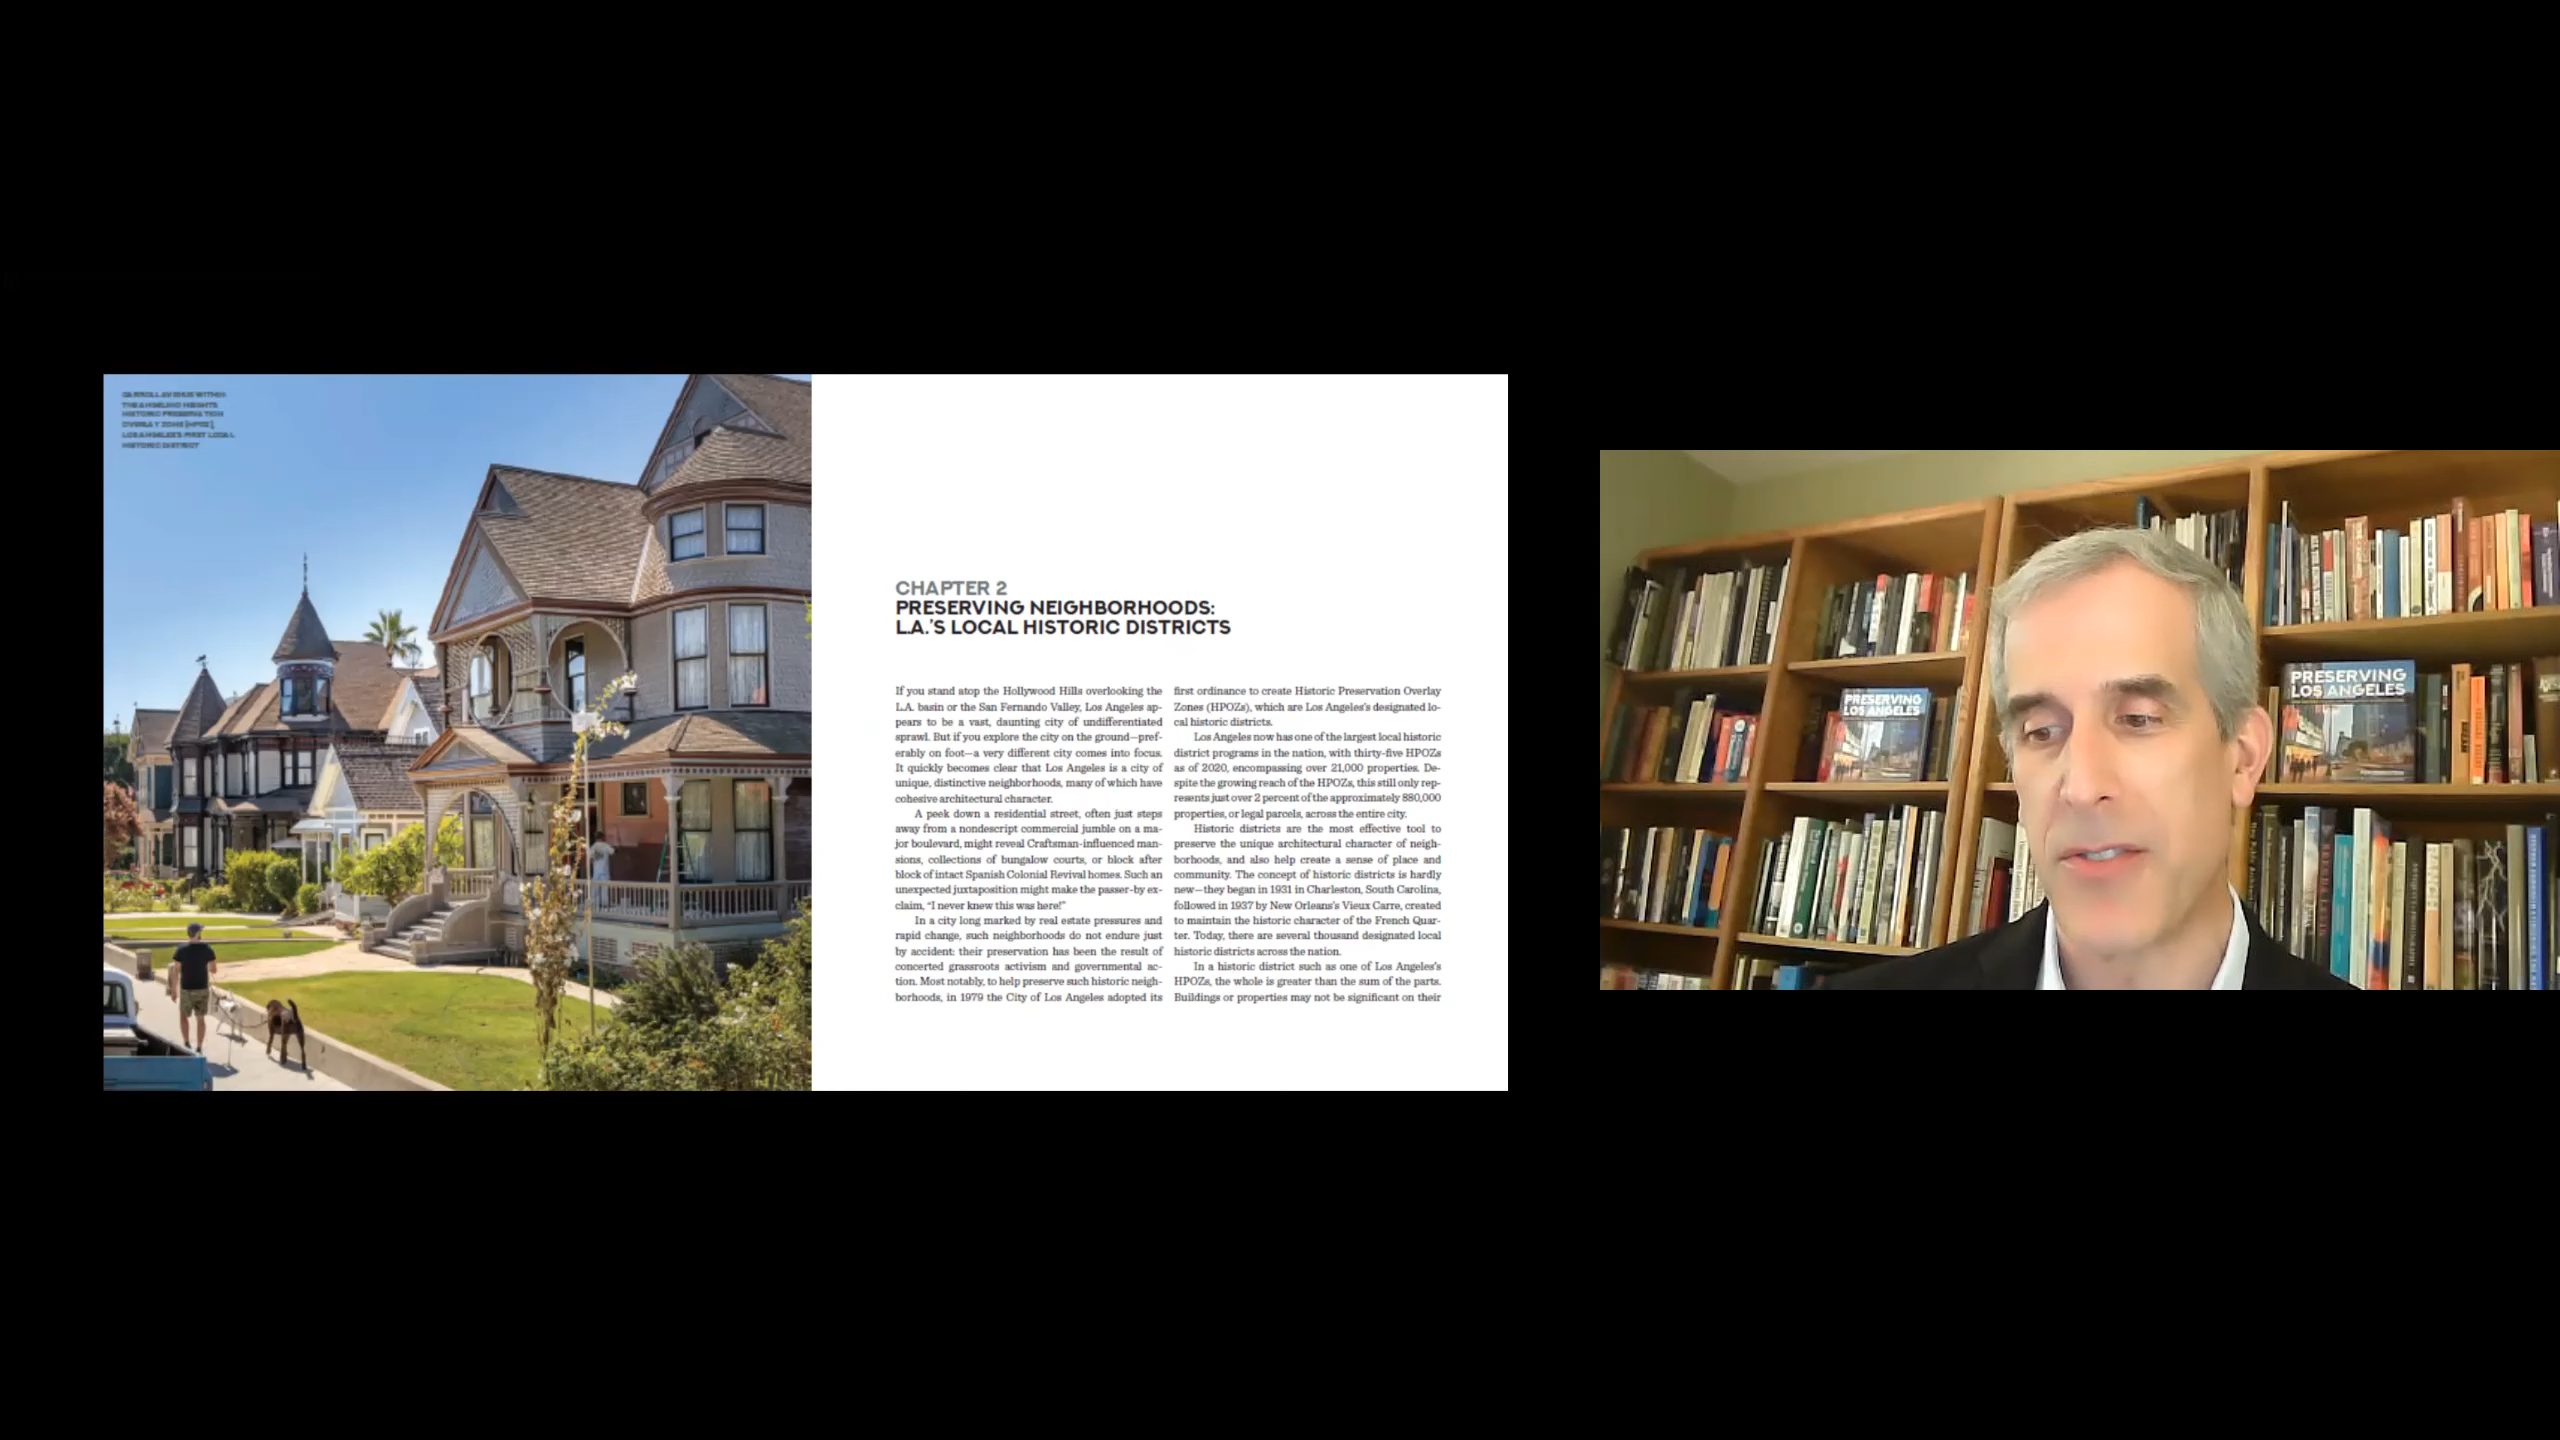 CARROLL AVENUE WITHIN
THE ANGELINO HEIGHTS
HISTORIC PRESERVATION
OVERLAY ZONE (HPOZ),
LOS ANGELES'S FIRST LOCAL
HISTORIC DISTRICT
CHAPTER 2
PRESERVING NEIGHBORHOODS:
L.A.'S LOCAL HISTORIC DISTRICTS
If you stand atop the Hollywood Hills overlooking the
L.A. basin or the San Fernando Valley, Los Angeles ap-
pears to be a vast, daunting city of undifferentiated
sprawl. But if you explore the city on the ground—pref-
erably on foot—a very different city comes into focus.
It quickly becomes clear that Los Angeles is a city of
unique, distinctive neighborhoods, many of which have
cohesive architectural character.
A peek down a residential street, often just steps
away from a nondescript commercial jumble on a ma-
jor boulevard, might reveal Craftsman-influenced man-
sions, collections of bungalow courts, or block after
block of intact Spanish Colonial Revival homes. Such an
unexpected juxtaposition might make the passer-by ex-
claim, "I never knew this was here!"
In a city long marked by real estate pressures and
rapid change, such neighborhoods do not endure just
by accident: their preservation has been the result of
concerted grassroots activism and governmental ac-
tion. Most notably, to help preserve such historic neigh-
borhoods, in 1979 the City of Los Angeles adopted its
first ordinance to create Historic Preservation Overlay
Zones (HPOZs), which are Los Angeles's designated lo-
cal historic districts.
Los Angeles now has one of the largest local historic
district programs in the nation, with thirty-five HPOZs
as of 2020, encompassing over 21,000 properties. De-
spite the growing reach of the HPOZs, this still only rep-
resents just over 2 percent of the approximately 880,000
properties, or legal parcels, across the entire city.
Historic districts are the most effective tool to
preserve the unique architectural character of neigh-
borhoods, and also help create a sense of place and
community. The concept of historic districts is hardly
new—they began in 1931 in Charleston, South Carolina,
followed in 1937 by New Orleans's Vieux Carre, created
to maintain the historic character of the French Quar-
ter. Today, there are several thousand designated local
historic districts across the nation.
In a historic district such as one of Los Angeles's
HPOZs, the whole is greater than the sum of the parts.
Buildings or properties may not be significant on their
PRESERVING
LOS ANGELES
PRESERVING
LOS ANGELES